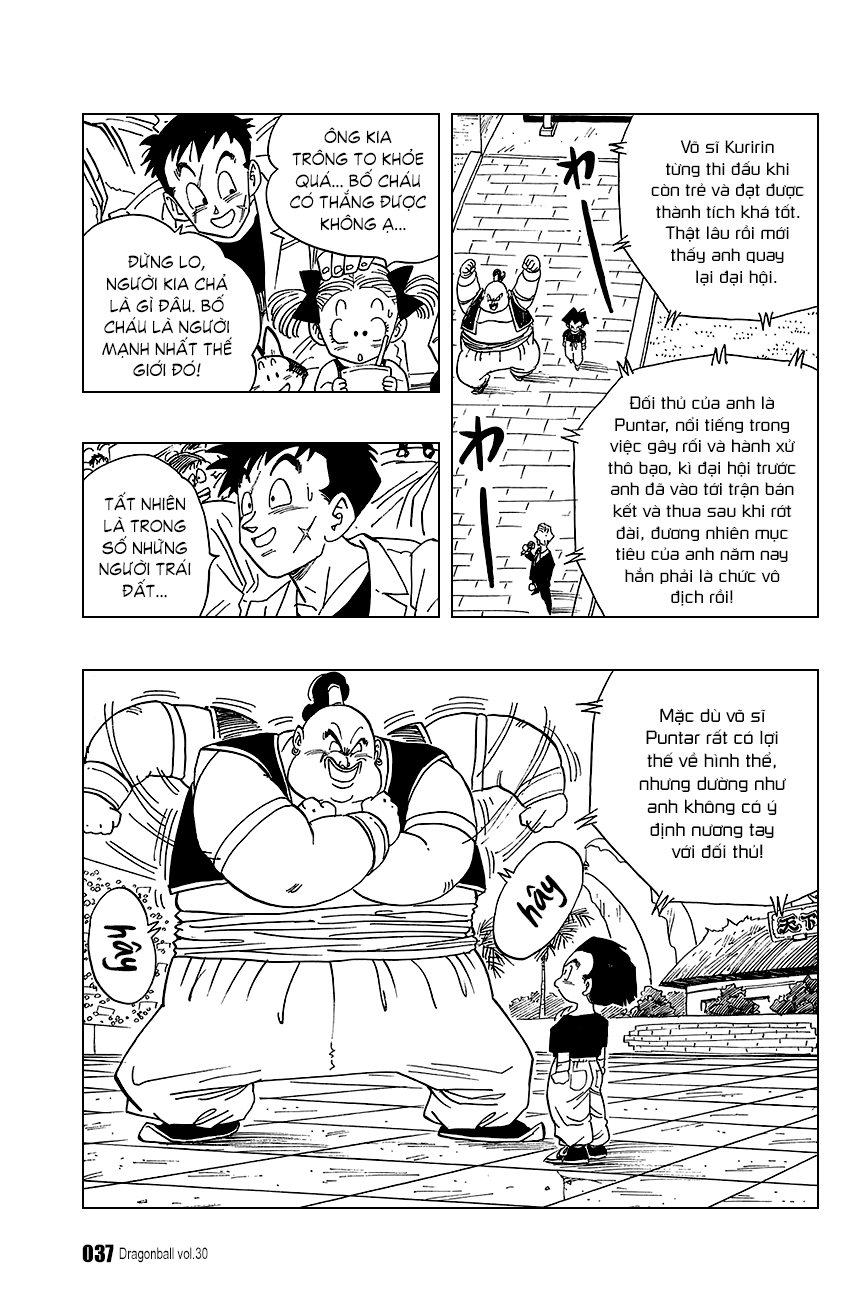 Võ sĩ Kuririn
từng thi đấu khi
còn trẻ và đạt được
thành tích khá tốt.
Thật lâu rồi mới
thấy anh quay
lại đại hội.
わー
Đối thủ của anh là
Puntar, nổi tiếng trong
việc gây rối và hành xử
thô bạo, kì đại hội trước
anh đã vào tới trận bán
kết và thua sau khi rớt
đài, đương nhiên mục
tiêu của anh năm nay
hẳn phải là chức vô
địch rồi!
わー
ÔNG KIA
TRÔNG TO KHỎE
QUÁ... BỐ CHÁU
CÓ THẮNG ĐƯỢC
KHÔNG Ạ...
ĐỪNG LO,
NGƯỜI KIA CHẢ
LÀ GÌ ĐÂU. BỐ
CHÁU LÀ NGƯỜI
MẠNH NHẤT THẾ
GIỚI ĐÓ!
TẤT NHIÊN
LÀ TRONG
SỐ NHỮNG
NGƯỜI TRÁI
ĐẤT...
Mặc dù võ sĩ
Puntar rất có lợi
thế về hình thể,
nhưng dường như
anh không có ý
định nương tay
với đối thủ!
hây
hây
天下
037 Dragonball vol.30